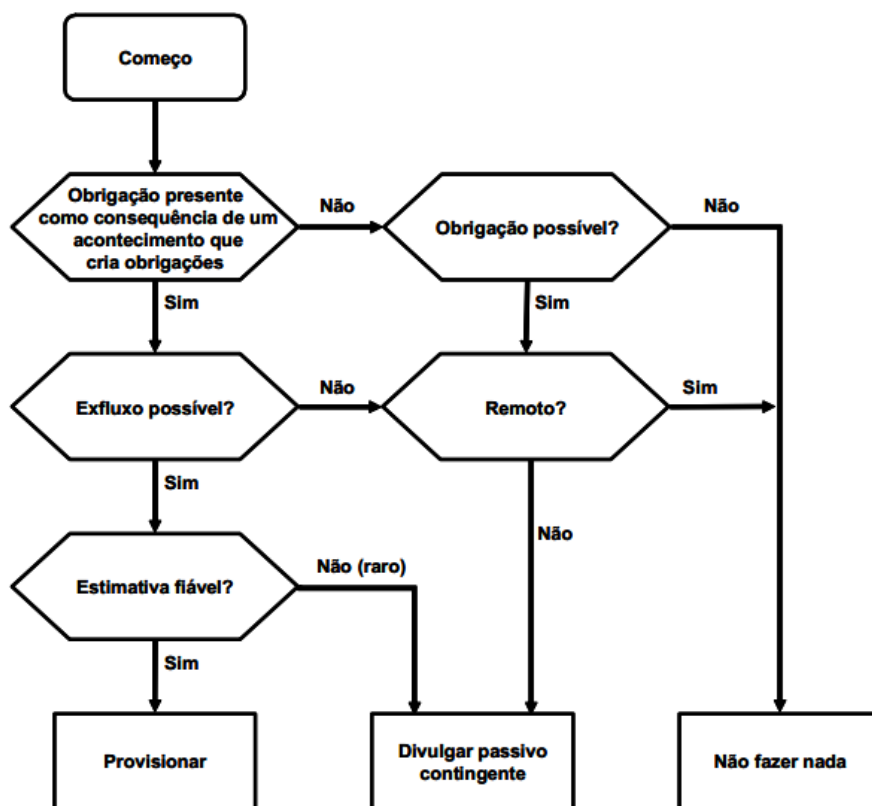 Começo
Obrigação presente
como consequência de um
acontecimento que
cria obrigações
Não
Obrigação possível?
Não
Sim
Sim
Exfluxo possível?
Não
Remoto?
Sim
Sim
Não
Estimativa fiável?
Não (raro)
Sim
Provisionar
Divulgar passivo
contingente
Não fazer nada